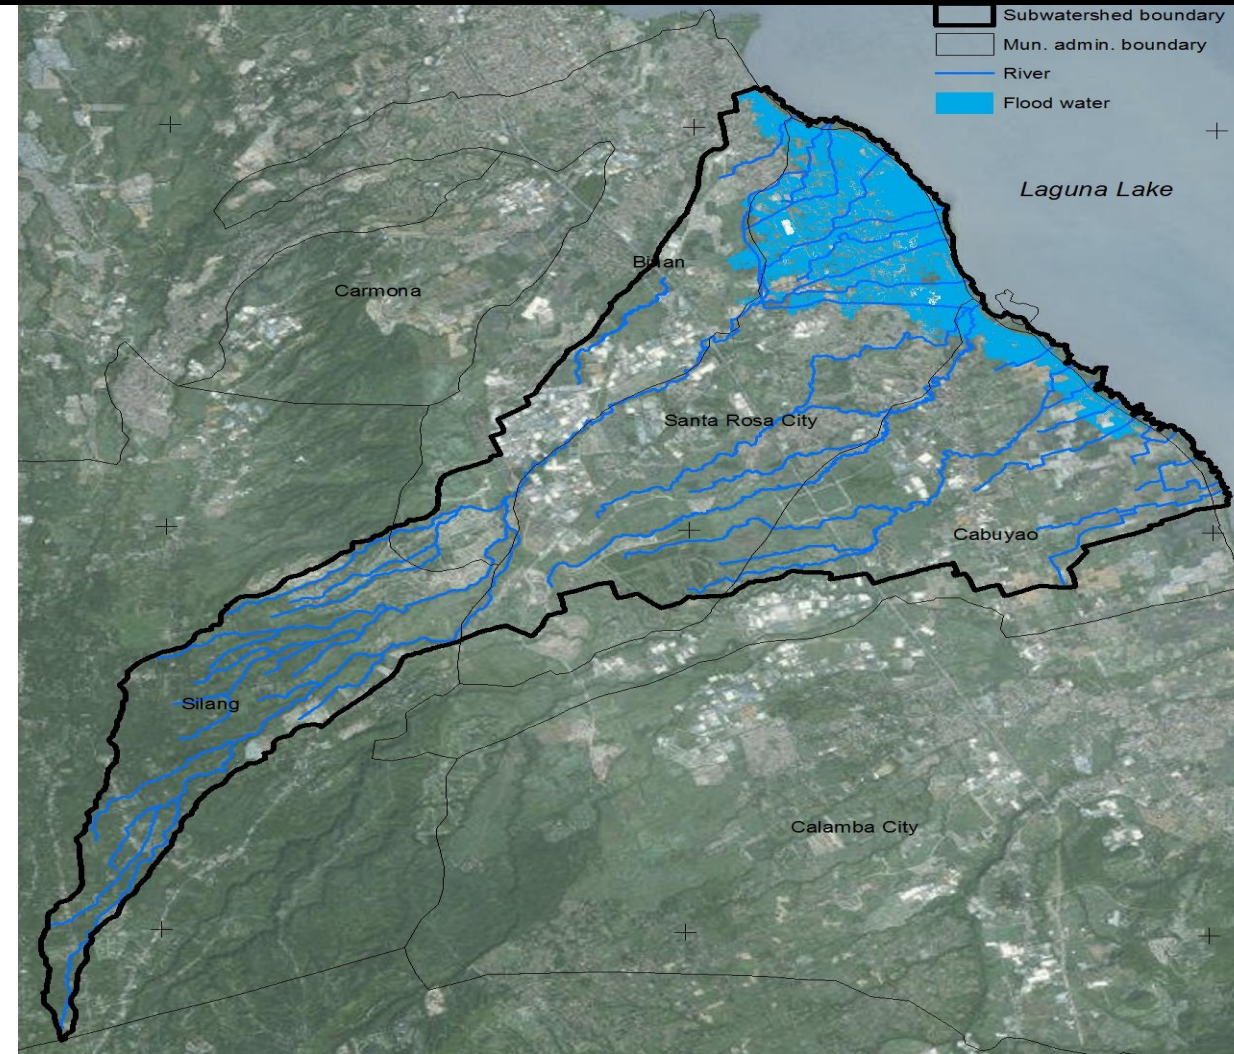 Subwatershed boundary
Mun. admin. boundary
River
Flood water
Laguna Lake
Carmona
Santa Rosa City
Cabuyao
Silang
Calamba City